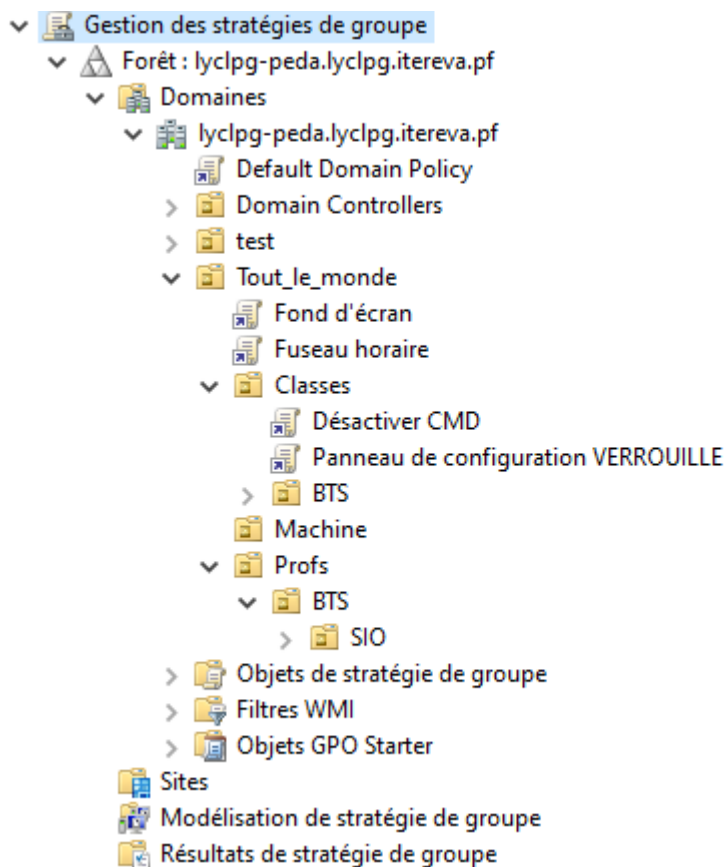 Gestion des stratégies de groupe
Forêt : lyclpg-peda.lyclpg.itereva.pf
Domaines
lyclpg-peda.lyclpg.itereva.pf
Default Domain Policy
Domain Controllers
test
Tout_le_monde
Fond d'écran
Fuseau horaire
Classes
Désactiver CMD
Panneau de configuration VERROUILLE
BTS
Machine
Profs
BTS
SIO
Objets de stratégie de groupe
Filtres WMI
Objets GPO Starter
Sites
Modélisation de stratégie de groupe
Résultats de stratégie de groupe